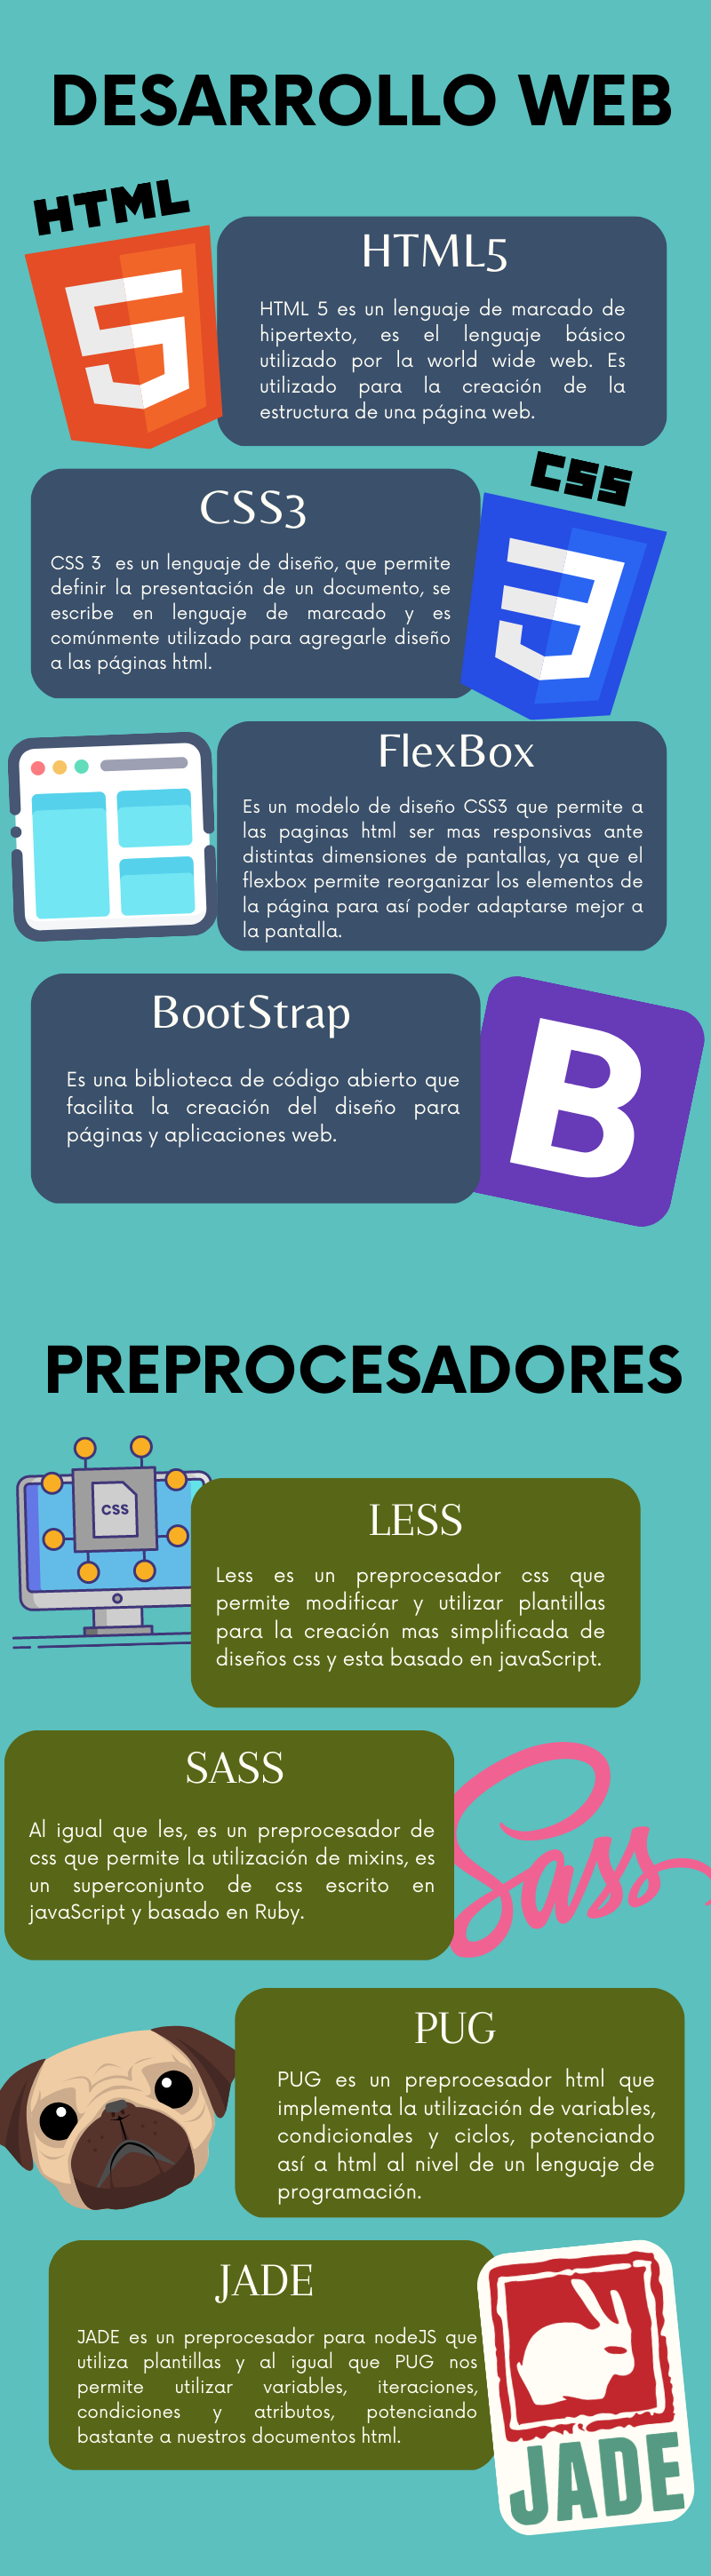 DESARROLLO WEB
HTML
5
HTML5
HTML 5 es un lenguaje de marcado de
hipertexto, es el lenguaje básico
utilizado por la world wide web. Es
utilizado para la creación de la
estructura de una página web.
CSS
3
CSS3
CSS 3 es un lenguaje de diseño, que permite
definir la presentación de un documento, se
escribe en lenguaje de marcado y es
comúnmente utilizado para agregarle diseño
a las páginas html.
FlexBox
Es un modelo de diseño CSS3 que permite a
las paginas html ser mas responsivas ante
distintas dimensiones de pantallas, ya que el
flexbox permite reorganizar los elementos de
la página para así poder adaptarse mejor a
la pantalla.
BootStrap
Es una biblioteca de código abierto que
facilita la creación del diseño para
páginas y aplicaciones web.
B
PREPROCESADORES
CSS
LESS
Less es un preprocesador css que
permite modificar y utilizar plantillas
para la creación mas simplificada de
diseños css y esta basado en javaScript.
SASS
Al igual que les, es un preprocesador de
css que permite la utilización de mixins, es
un superconjunto de css escrito en
javaScript y basado en Ruby.
Sass
PUG
PUG es un preprocesador html que
implementa la utilización de variables,
condicionales y ciclos, potenciando
así a html al nivel de un lenguaje de
programación.
JADE
JADE es un preprocesador para nodeJS que
utiliza plantillas y al igual que PUG nos
permite utilizar variables, iteraciones,
condiciones y atributos, potenciando
bastante a nuestros documentos html.
JADE